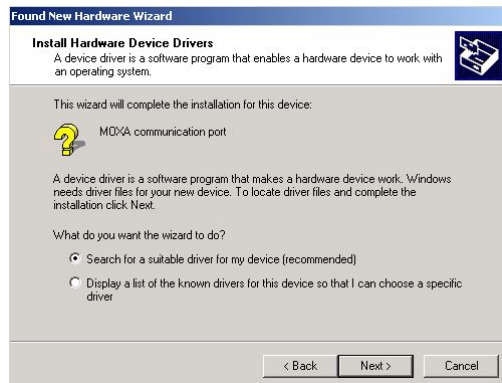 Found New Hardware Wizard
Install Hardware Device Drivers
A device driver is a software program that enables a hardware device to work with
an operating system.
This wizard will complete the installation for this device:
MOXA communication port
A device driver is a software program that makes a hardware device work. Windows
needs driver files for your new device. To locate driver files and complete the
installation click Next.
What do you want the wizard to do?
Search for a suitable driver for my device (recommended)
Display a list of the known drivers for this device so that I can choose a specific
driver
< Back Next > Cancel